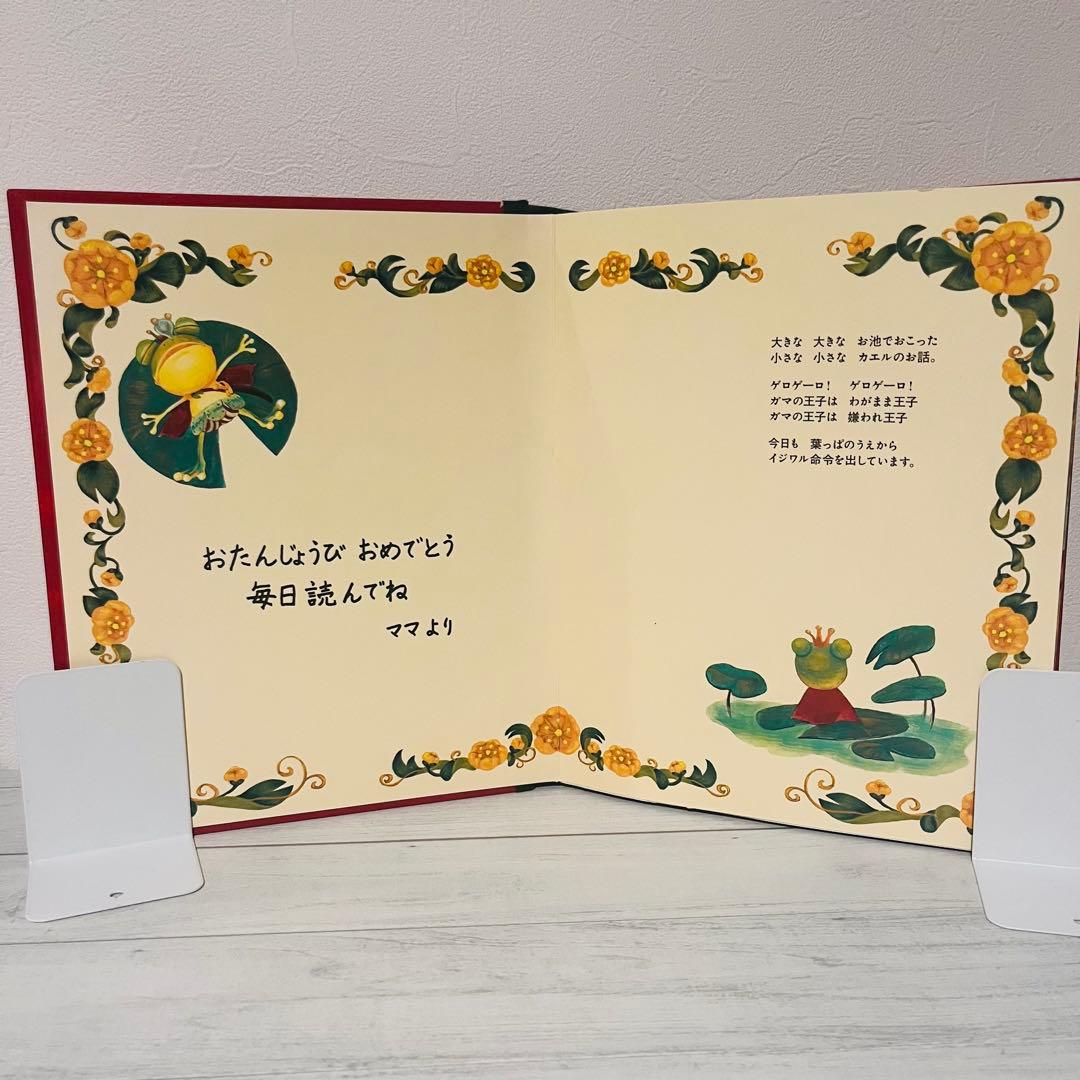 おたんじょうび おめでとう
毎日読んでね
ママより
大きな　大きな　お池でおこった
小さな　小さな　カエルのお話。
ゲロゲーロ！　ゲロゲーロ！
ガマの王子は　わがまま王子
ガマの王子は　嫌われ王子
今日も　葉っぱのうえから
イジワル命令を出しています。